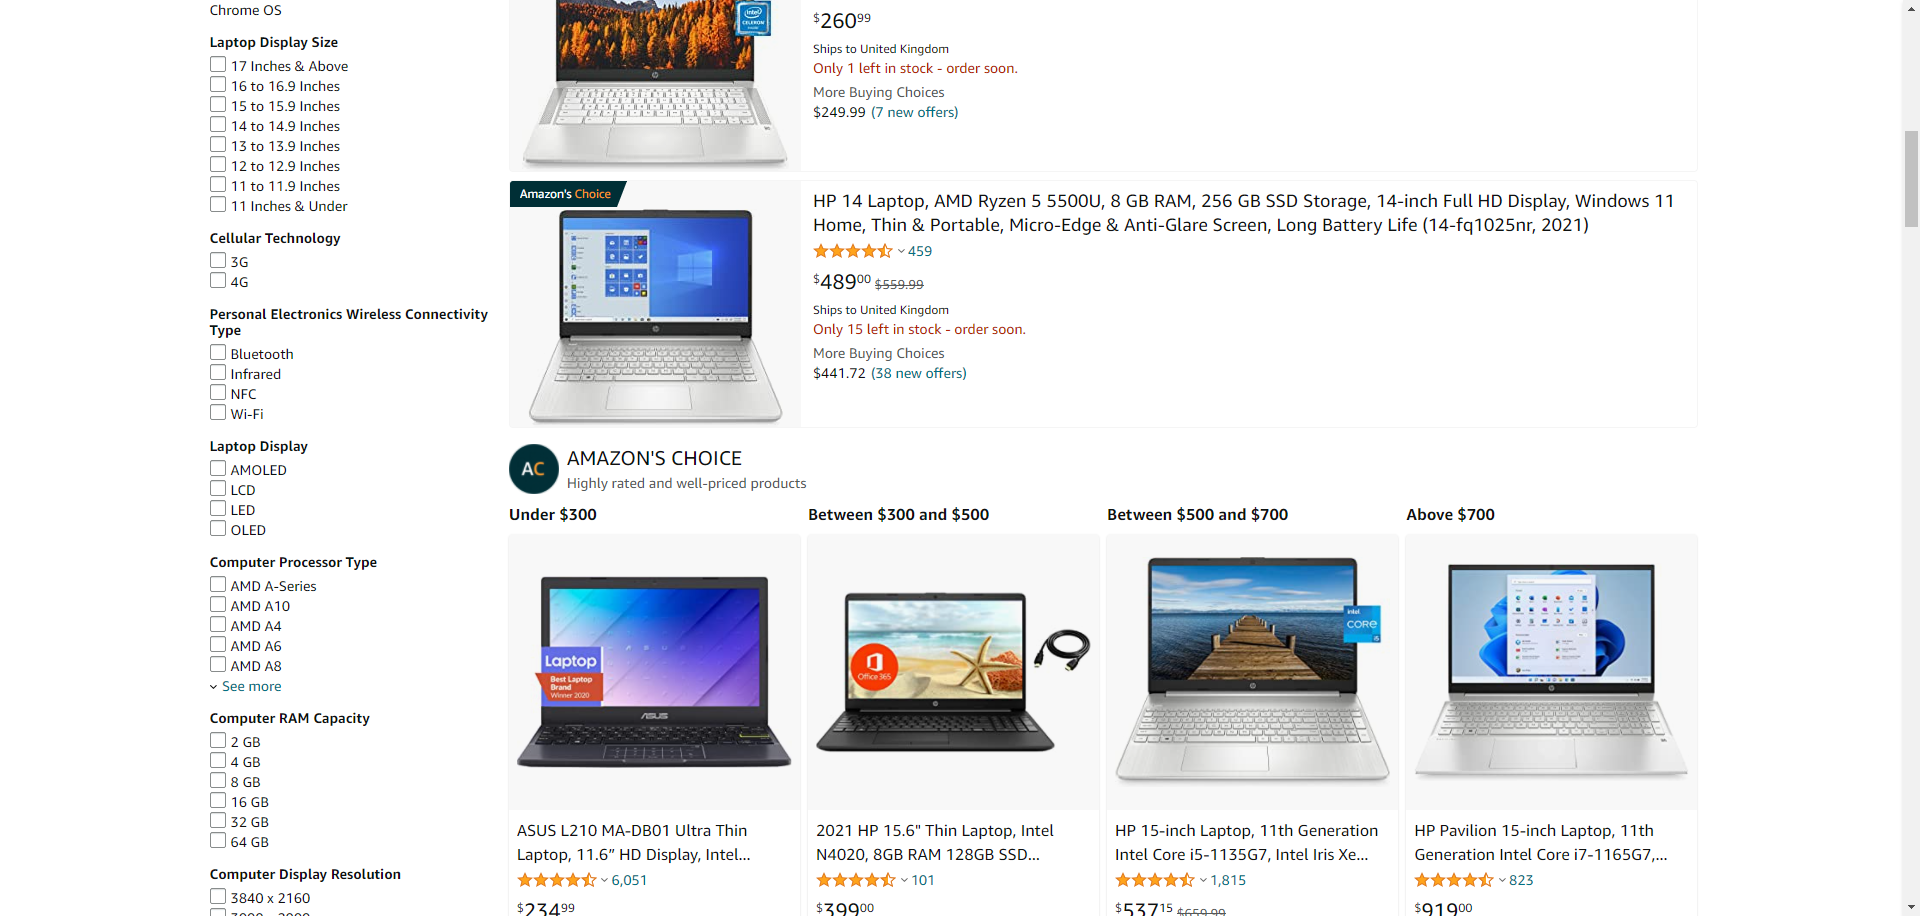 Chrome OS
Laptop Display Size
17 Inches & Above
16 to 16.9 Inches
15 to 15.9 Inches
14 to 14.9 Inches
13 to 13.9 Inches
12 to 12.9 Inches
11 to 11.9 Inches
11 Inches & Under
Cellular Technology
3G
4G
Personal Electronics Wireless Connectivity
Type
Bluetooth
Infrared
NFC
Wi-Fi
Laptop Display
AMOLED
LCD
LED
OLED
Computer Processor Type
AMD A-Series
AMD A10
AMD A4
AMD A6
AMD A8
See more
Computer RAM Capacity
2 GB
4 GB
8 GB
16 GB
32 GB
64 GB
Computer Display Resolution
3840 x 2160
intel
CELERON
$260.99
Ships to United Kingdom
Only 1 left in stock - order soon.
More Buying Choices
$249.99 (7 new offers)
Amazon's Choice
HP 14 Laptop, AMD Ryzen 5 5500U, 8 GB RAM, 256 GB SSD Storage, 14-inch Full HD Display, Windows 11
Home, Thin & Portable, Micro-Edge & Anti-Glare Screen, Long Battery Life (14-fq1025nr, 2021)
459
$489.00 $559.99
Ships to United Kingdom
Only 15 left in stock - order soon.
More Buying Choices
$441.72 (38 new offers)
AC
AMAZON'S CHOICE
Highly rated and well-priced products
Under $300
Laptop
Best Laptop
Brand
Winner 2020
ASUS
ASUS L210 MA-DB01 Ultra Thin
Laptop, 11.6” HD Display, Intel...
6,051
$234.99
Between $300 and $500
Office 365
2021 HP 15.6" Thin Laptop, Intel
N4020, 8GB RAM 128GB SSD...
101
$399.00
Between $500 and $700
intel
CORE
i5
HP 15-inch Laptop, 11th Generation
Intel Core i5-1135G7, Intel Iris Xe...
1,815
$537.15 $659.99
Above $700
HP Pavilion 15-inch Laptop, 11th
Generation Intel Core i7-1165G7,...
823
$919.00